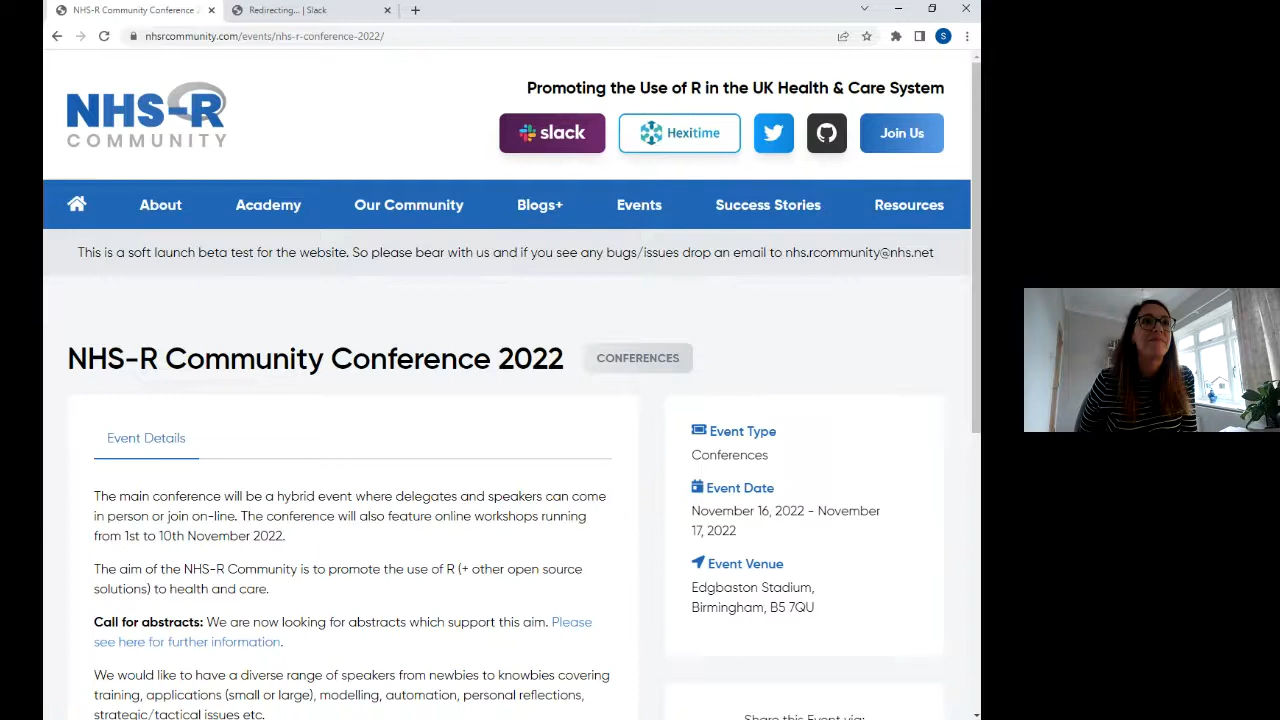 NHS-R Community Conference
Redirecting... | Slack
nhsrcommunity.com/events/nhs-r-conference-2022/
S
NHS-R
COMMUNITY
Promoting the Use of R in the UK Health & Care System
slack
Hexitime
Join Us
About
Academy
Our Community
Blogs+
Events
Success Stories
Resources
This is a soft launch beta test for the website. So please bear with us and if you see any bugs/issues drop an email to nhs.rcommunity@nhs.net
NHS-R Community Conference 2022
CONFERENCES
Event Details
The main conference will be a hybrid event where delegates and speakers can come
in person or join on-line. The conference will also feature online workshops running
from 1st to 10th November 2022.
The aim of the NHS-R Community is to promote the use of R (+ other open source
solutions) to health and care.
Call for abstracts: We are now looking for abstracts which support this aim. Please
see here for further information.
We would like to have a diverse range of speakers from newbies to knowbies covering
training, applications (small or large), modelling, automation, personal reflections,
strategic/tactical issues etc.
Event Type
Conferences
Event Date
November 16, 2022 - November
17, 2022
Event Venue
Edgbaston Stadium,
Birmingham, B5 7QU
Share this Event via: